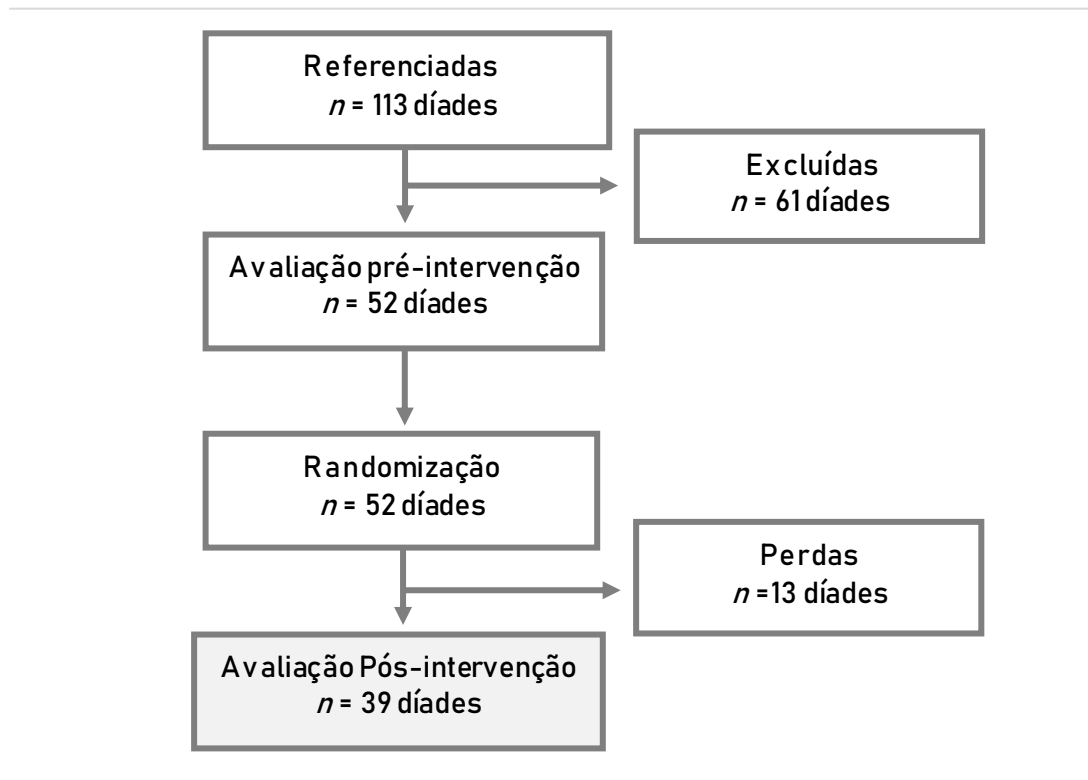 Referenciadas
n = 113 díades
Excluídas
n = 61 díades
Avaliação pré-intervenção
n = 52 díades
Randomização
n = 52 díades
Perdas
n =13 díades
Avaliação Pós-intervenção
n = 39 díades